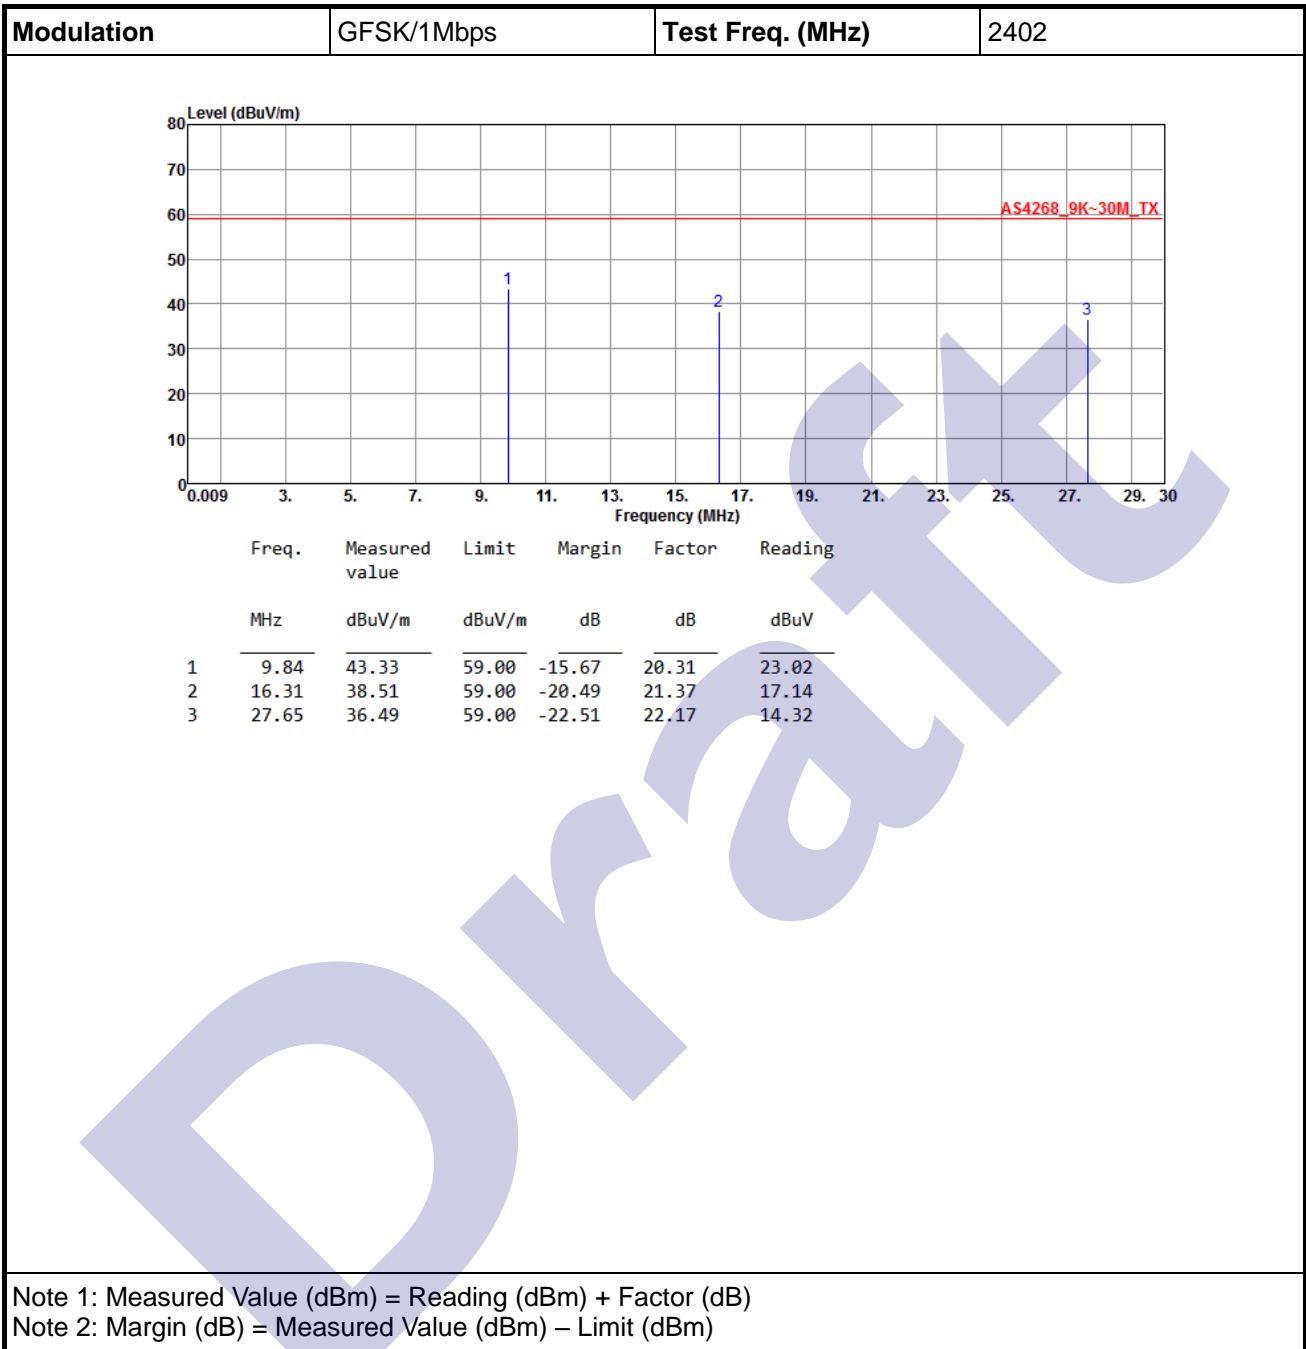 Modulation GFSK/1Mbps Test Freq. (MHz) 2402
Level (dBuV/m)
80
70
60
50
40
30
20
10
0
AS4268_9K~30M_TX
1
2
3
0.009 3. 5. 7. 9. 11. 13. 15. 17. 19. 21. 23. 25. 27. 29. 30
Frequency (MHz)
Freq. Measured Limit Margin Factor Reading
value
MHz dBuV/m dBuV/m dB dB dBuV
1 9.84 43.33 59.00 -15.67 20.31 23.02
2 16.31 38.51 59.00 -20.49 21.37 17.14
3 27.65 36.49 59.00 -22.51 22.17 14.32
Draft
Note 1: Measured Value (dBm) = Reading (dBm) + Factor (dB)
Note 2: Margin (dB) = Measured Value (dBm) – Limit (dBm)